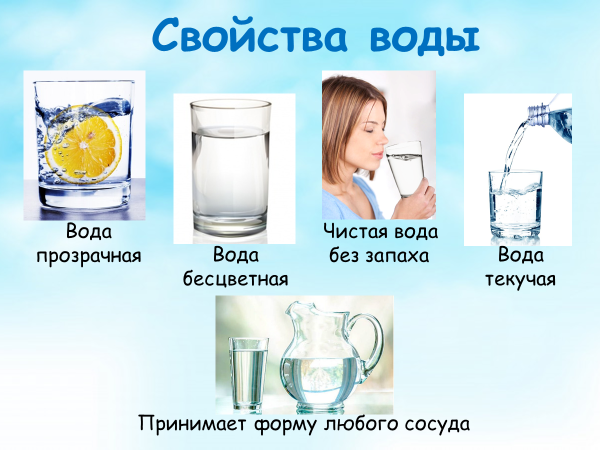 Свойства воды
Вода
прозрачная
Вода
бесцветная
Чистая вода
без запаха
Вода
текучая
Принимает форму любого сосуда